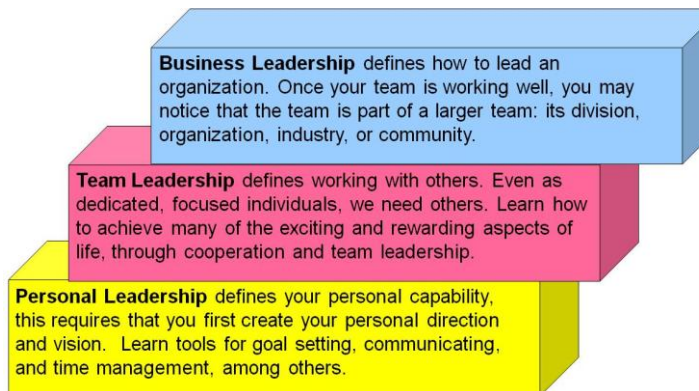 Business Leadership defines how to lead an
organization. Once your team is working well, you may
notice that the team is part of a larger team: its division,
organization, industry, or community.
Team Leadership defines working with others. Even as
dedicated, focused individuals, we need others. Learn how
to achieve many of the exciting and rewarding aspects of
life, through cooperation and team leadership.
Personal Leadership defines your personal capability,
this requires that you first create your personal direction
and vision.  Learn tools for goal setting, communicating,
and time management, among others.